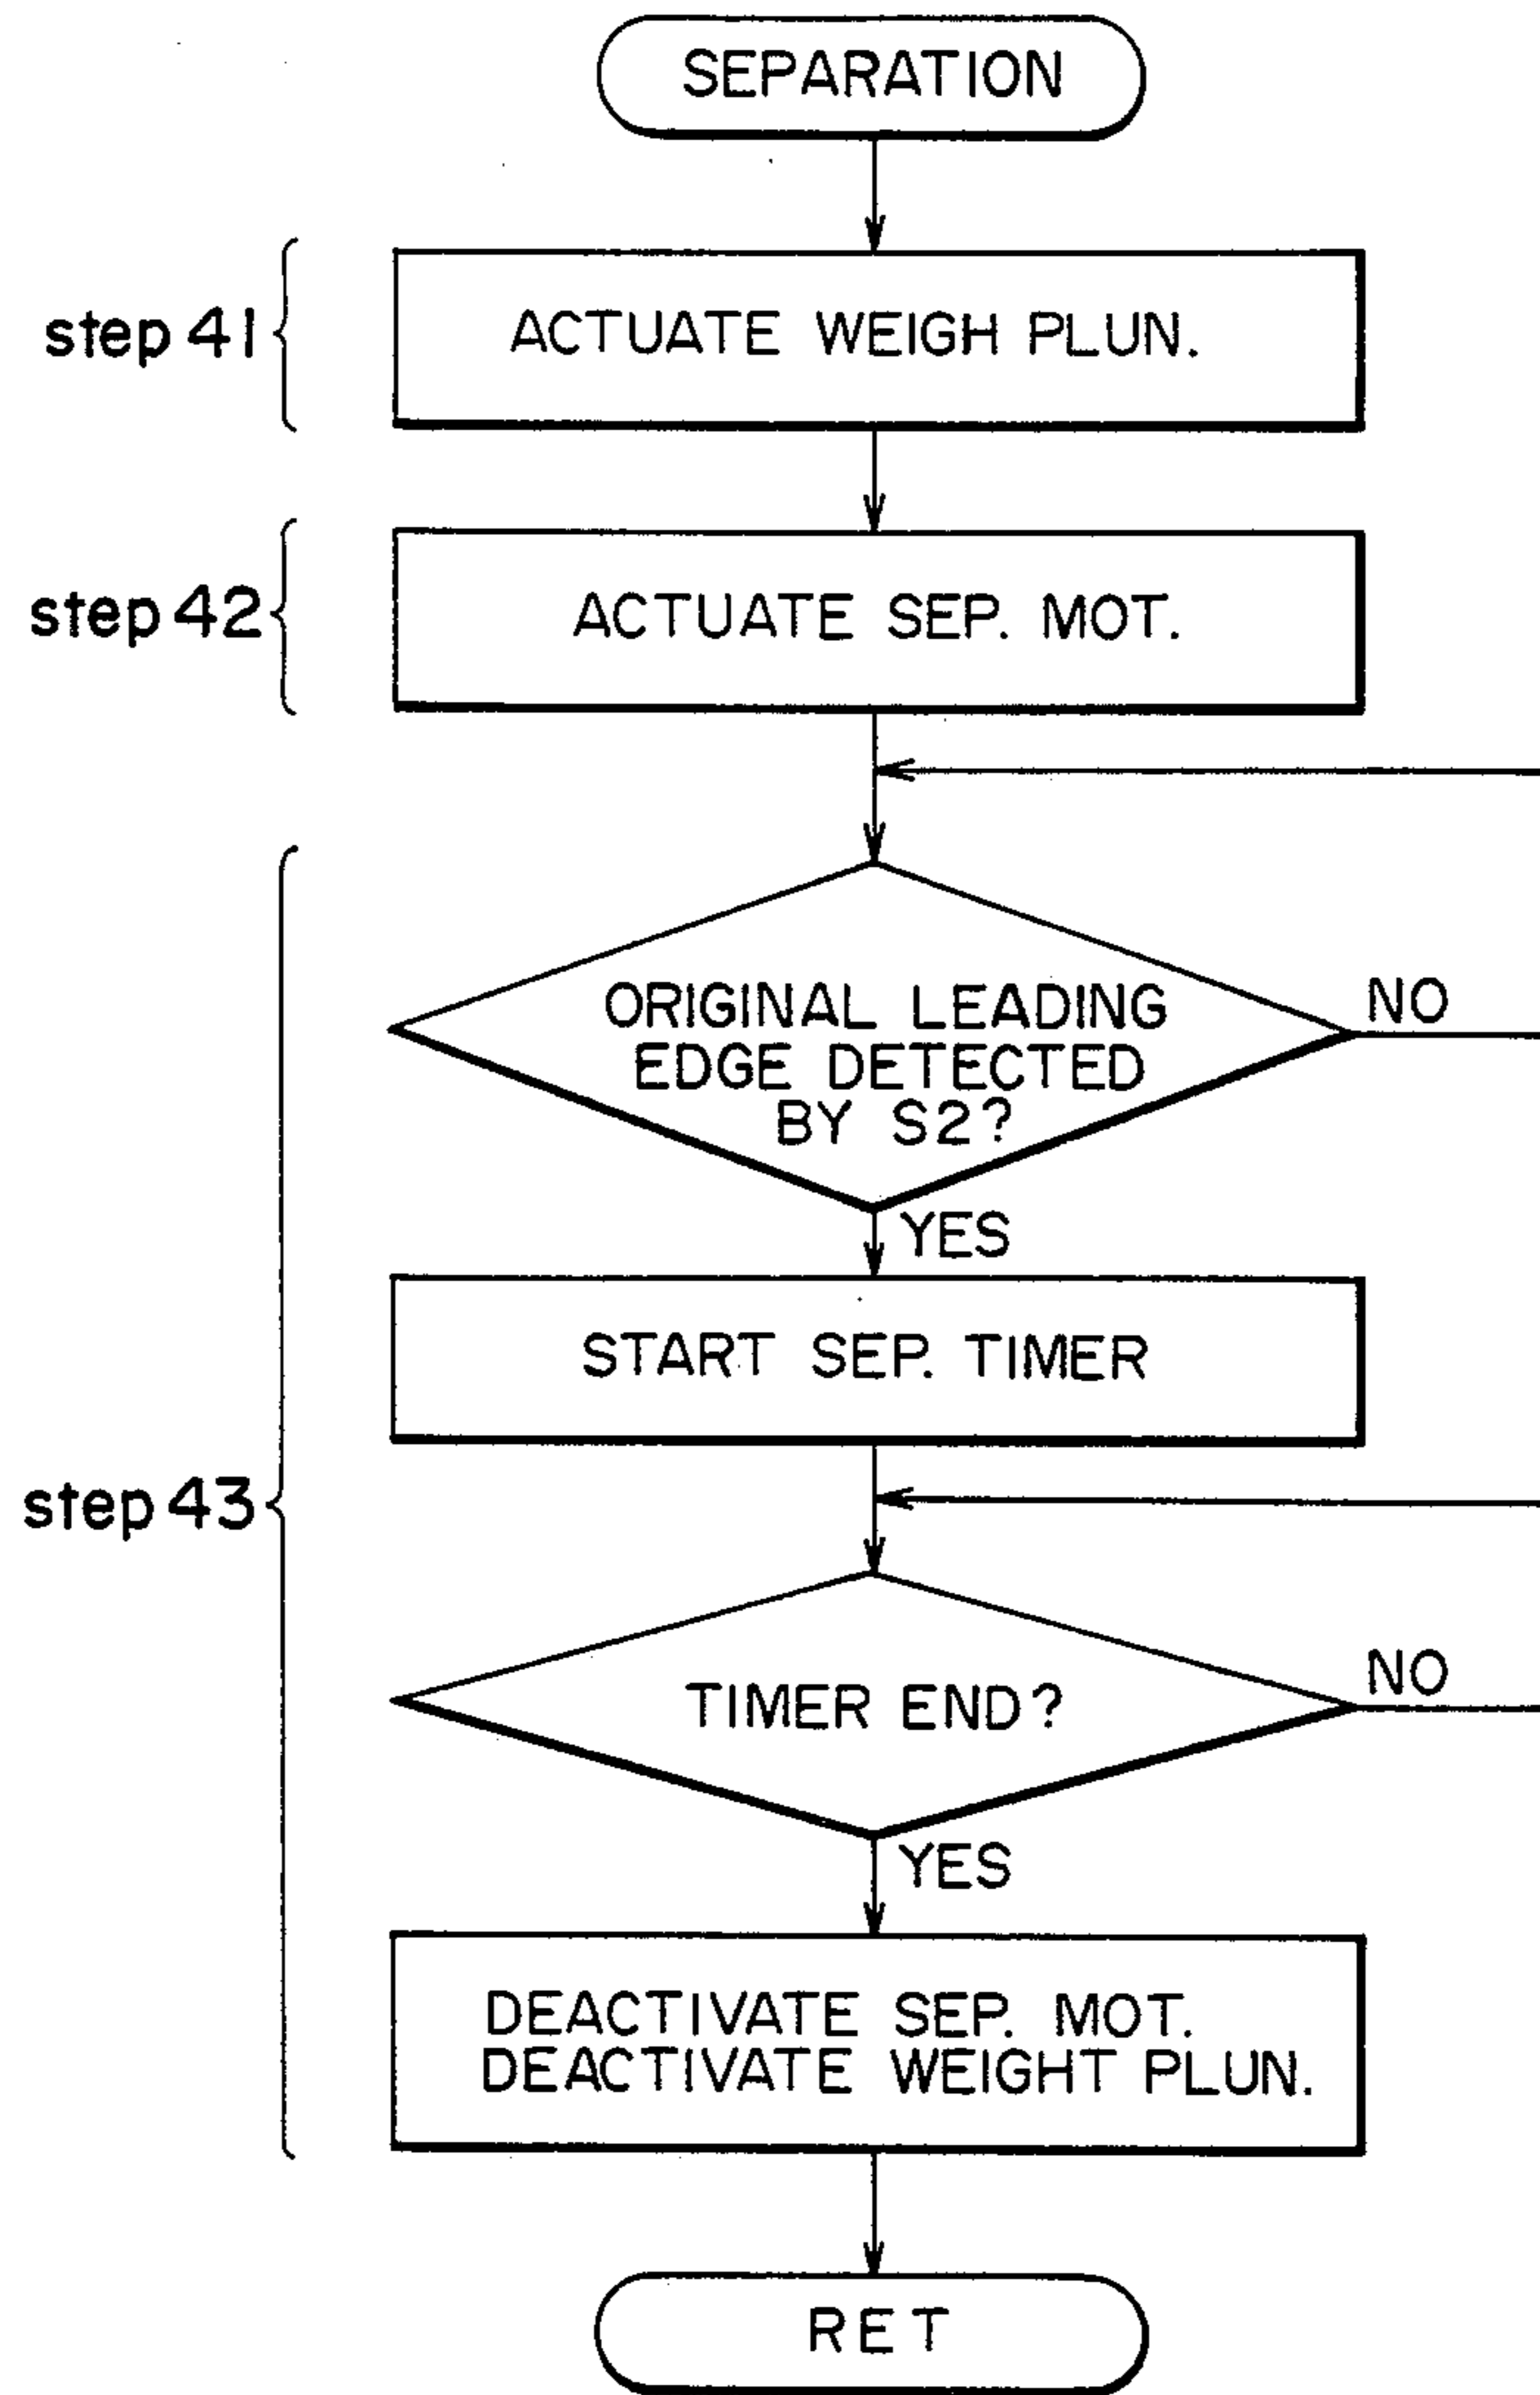 SEPARATION
step 41
ACTUATE WEIGH PLUN.
step 42
ACTUATE SEP. MOT.
step 43
ORIGINAL LEADING
EDGE DETECTED
BY S2?
NO
YES
START SEP. TIMER
TIMER END?
NO
YES
DEACTIVATE SEP. MOT.
DEACTIVATE WEIGHT PLUN.
RET